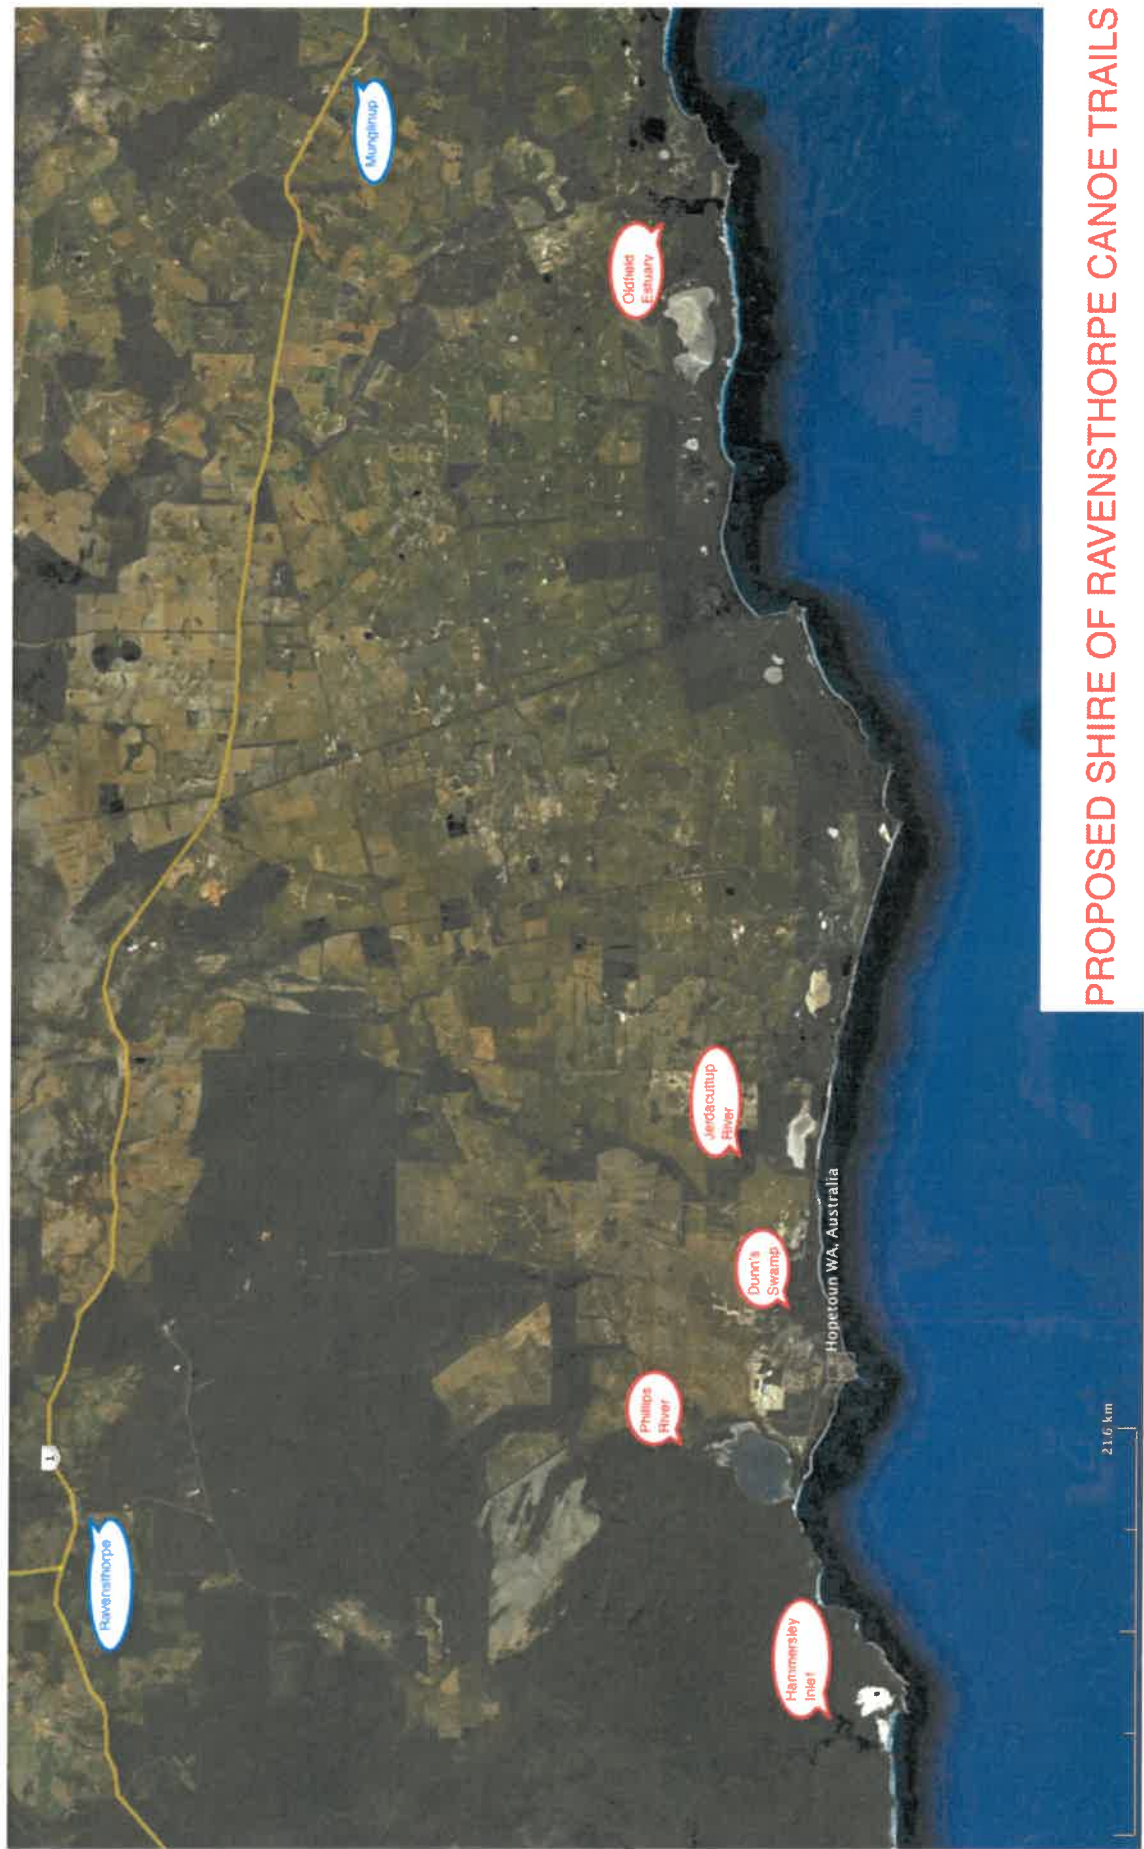 PROPOSED SHIRE OF RAVENSTHORPE CANOE TRAILS
Ravensthorpe
1
Munglinup
Hammersley
Inlet
Phillips
River
Dunn's
Swamp
Jerdacuttup
River
Oldfield
Estuary
Hopetoun WA, Australia
21.6 km